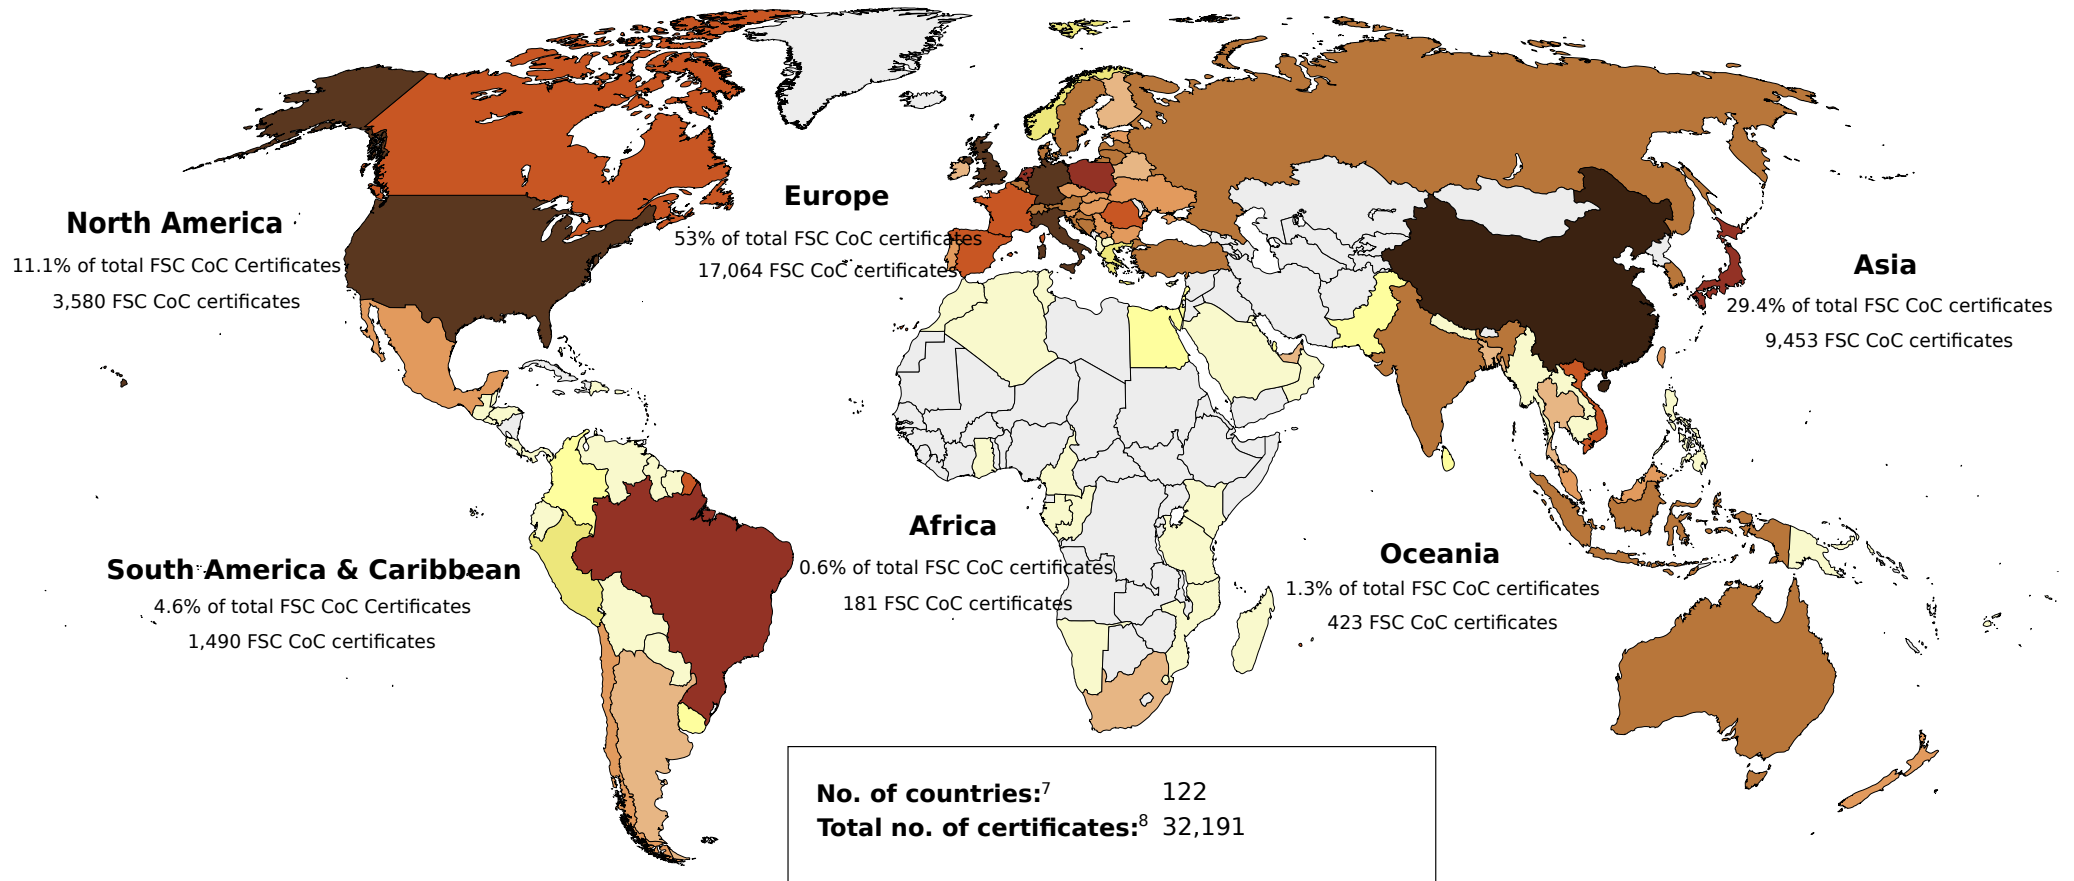 North America
11.1% of total FSC CoC Certificates
3,580 FSC CoC certificates
Europe
53% of total FSC CoC certificates
17,064 FSC CoC certificates
Asia
29.4% of total FSC CoC certificates
9,453 FSC CoC certificates
South America & Caribbean
4.6% of total FSC CoC Certificates
1,490 FSC CoC certificates
Africa
0.6% of total FSC CoC certificates
181 FSC CoC certificates
Oceania
1.3% of total FSC CoC certificates
423 FSC CoC certificates
No. of countries:⁷ 122
Total no. of certificates:⁸ 32,191